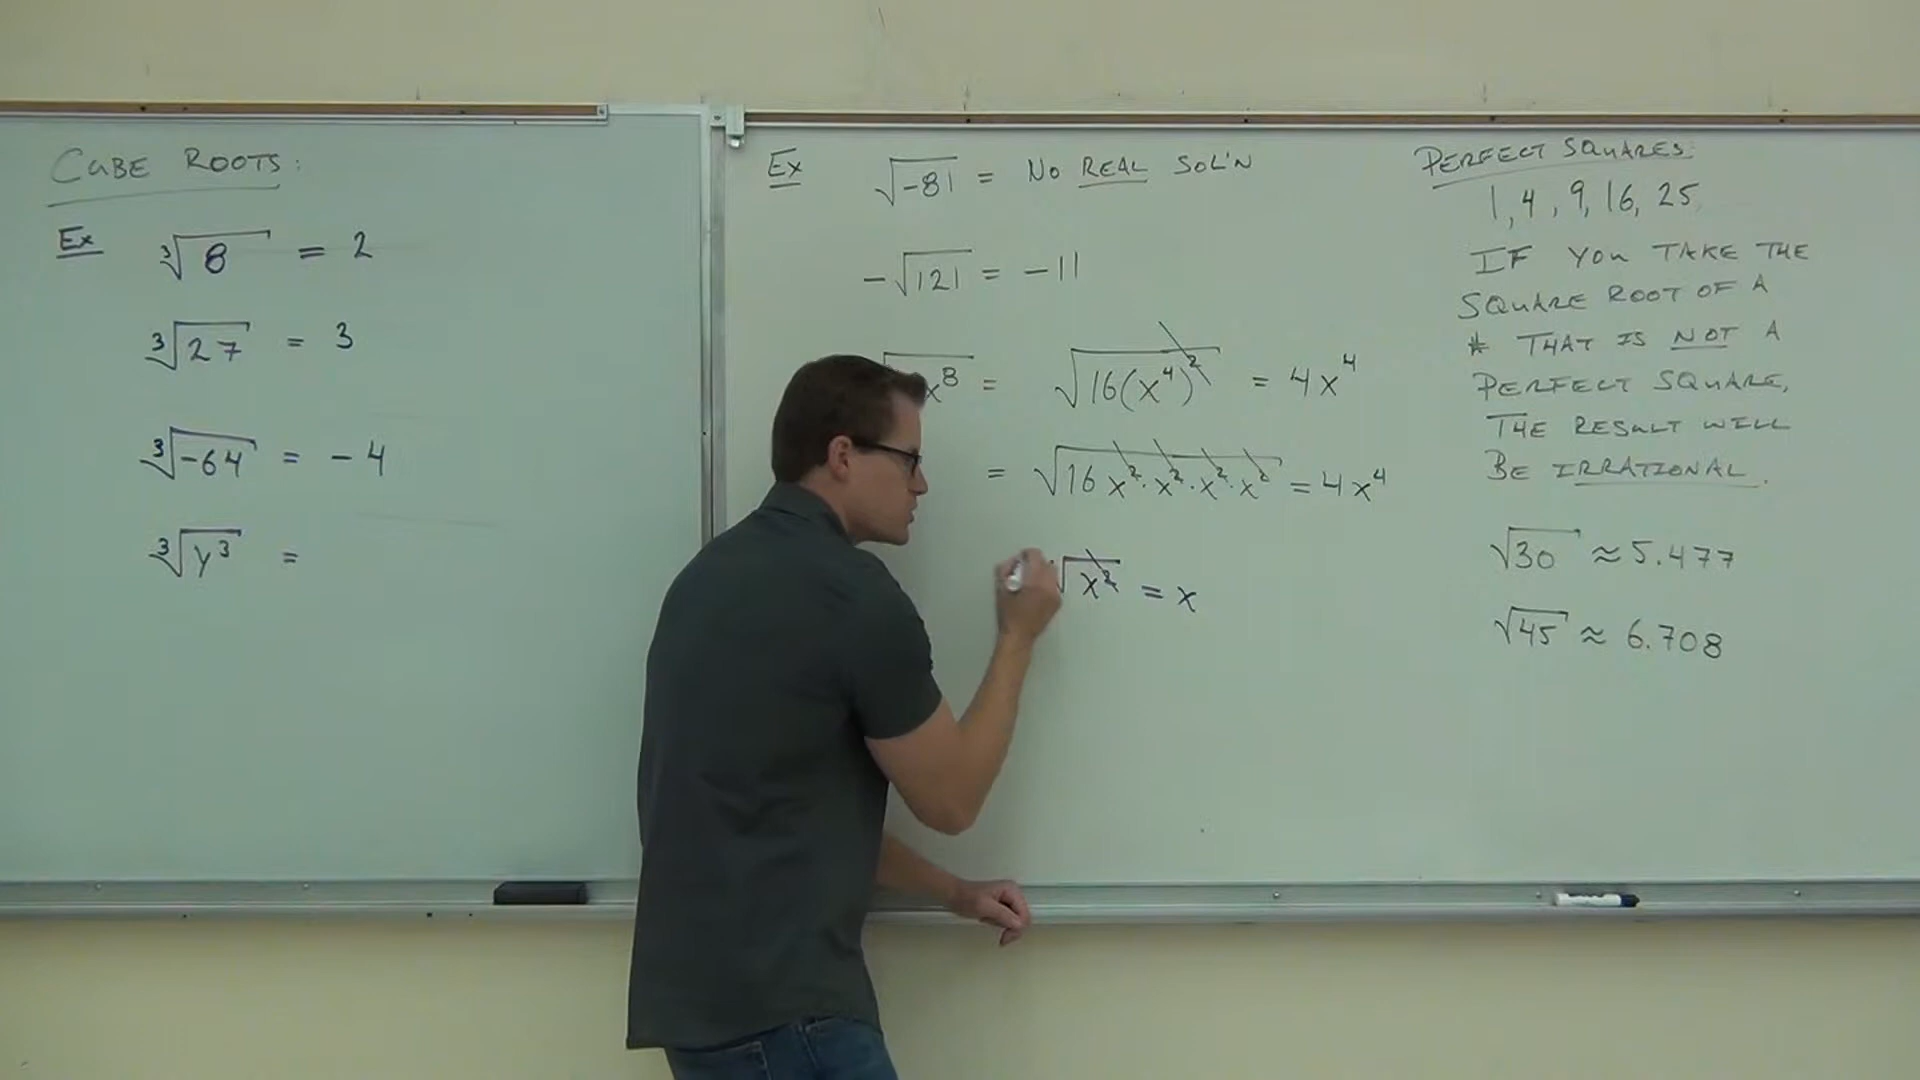 CUBE ROOTS:
Ex ³√8 = 2
³√27 = 3
³√-64 = -4
³√y³ =
Ex √-81 = NO REAL SOL'N
-√121 = -11
x⁸ = √16(x⁴)² = 4x⁴
= √16x²·x²·x²·x² = 4x⁴
√x² = x
PERFECT SQUARES:
1, 4, 9, 16, 25
IF YOU TAKE THE
SQUARE ROOT OF A
# THAT IS NOT A
PERFECT SQUARE,
THE RESULT WILL
BE IRRATIONAL.
√30 ≈ 5.477
√45 ≈ 6.708